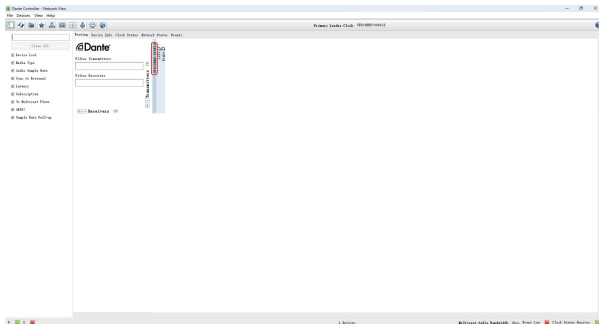 Dante Controller - Network View
File Devices View Help
Primary Leader Clock:
Routing Device Info Clock Status Network Status Events
Clear All
Device Lock
Media Type
Audio Sample Rate
Sync to External
Latency
Subscription
Tx Multicast Flows
AES67
Sample Rate Pull-up
Dante
Filter Transmitters
Filter Receivers
Transmitters
Receivers
P: S:
Multicast Audio Bandwidth: Event Log: Clock Status Monitor: